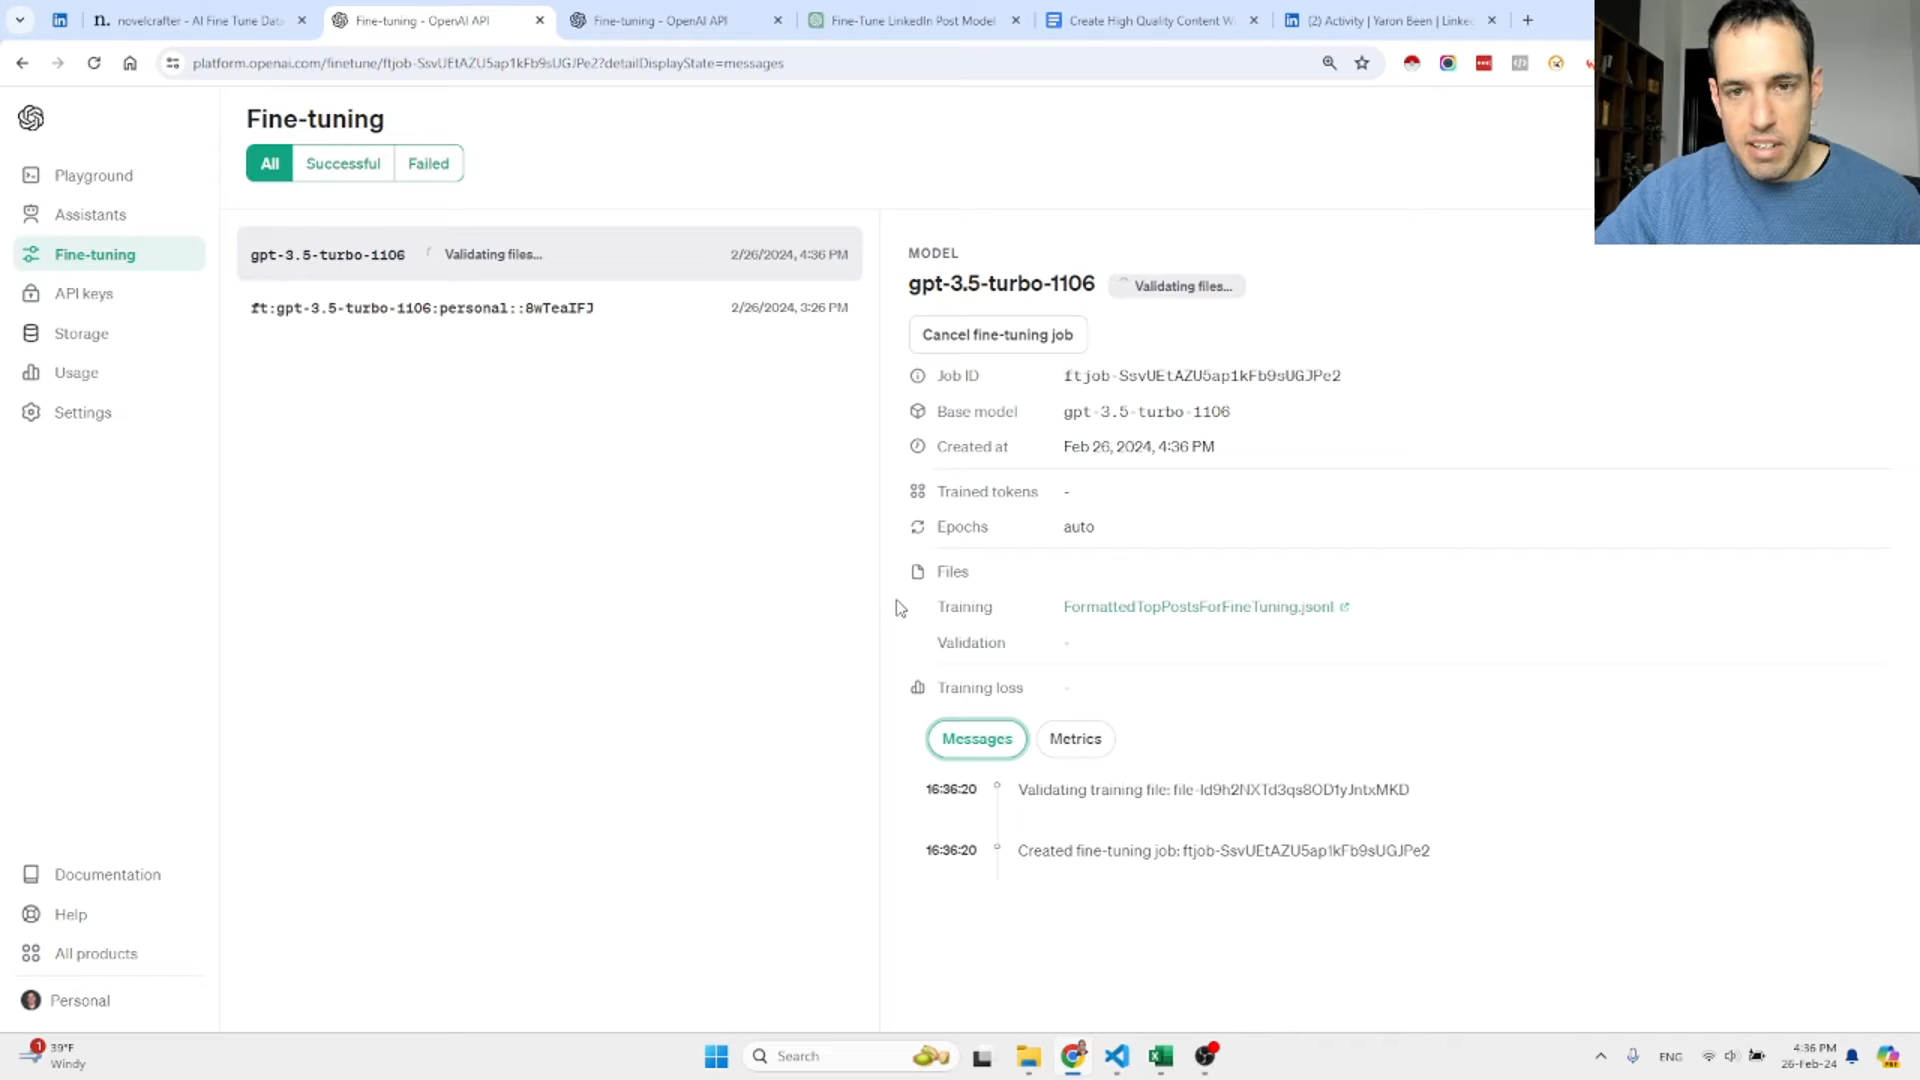 novelcrafter - AI Fine Tune Data
Fine-tuning - OpenAI API
Fine-tuning - OpenAI API
Fine-Tune LinkedIn Post Model
Create High Quality Content W
(2) Activity | Yaron Been | Linke
platform.openai.com/finetune/ftjob-SsvUEtAZU5ap1kFb9sUGJPe2?detailDisplayState=messages
Fine-tuning
All
Successful
Failed
Playground
Assistants
Fine-tuning
API keys
Storage
Usage
Settings
Documentation
Help
All products
Personal
gpt-3.5-turbo-1106 Validating files... 2/26/2024, 4:36 PM
ft:gpt-3.5-turbo-1106:personal::8wTeaIFJ 2/26/2024, 3:26 PM
MODEL
gpt-3.5-turbo-1106 Validating files...
Cancel fine-tuning job
Job ID ftjob-SsvUEtAZU5ap1kFb9sUGJPe2
Base model gpt-3.5-turbo-1106
Created at Feb 26, 2024, 4:36 PM
Trained tokens -
Epochs auto
Files
Training FormattedTopPostsForFineTuning.jsonl
Validation -
Training loss -
Messages Metrics
16:36:20 Validating training file: file-Id9h2NXTd3qs8OD1yJntxMKD
16:36:20 Created fine-tuning job: ftjob-SsvUEtAZU5ap1kFb9sUGJPe2
1
39°F
Windy
Search
ENG
4:36 PM
26-Feb-24